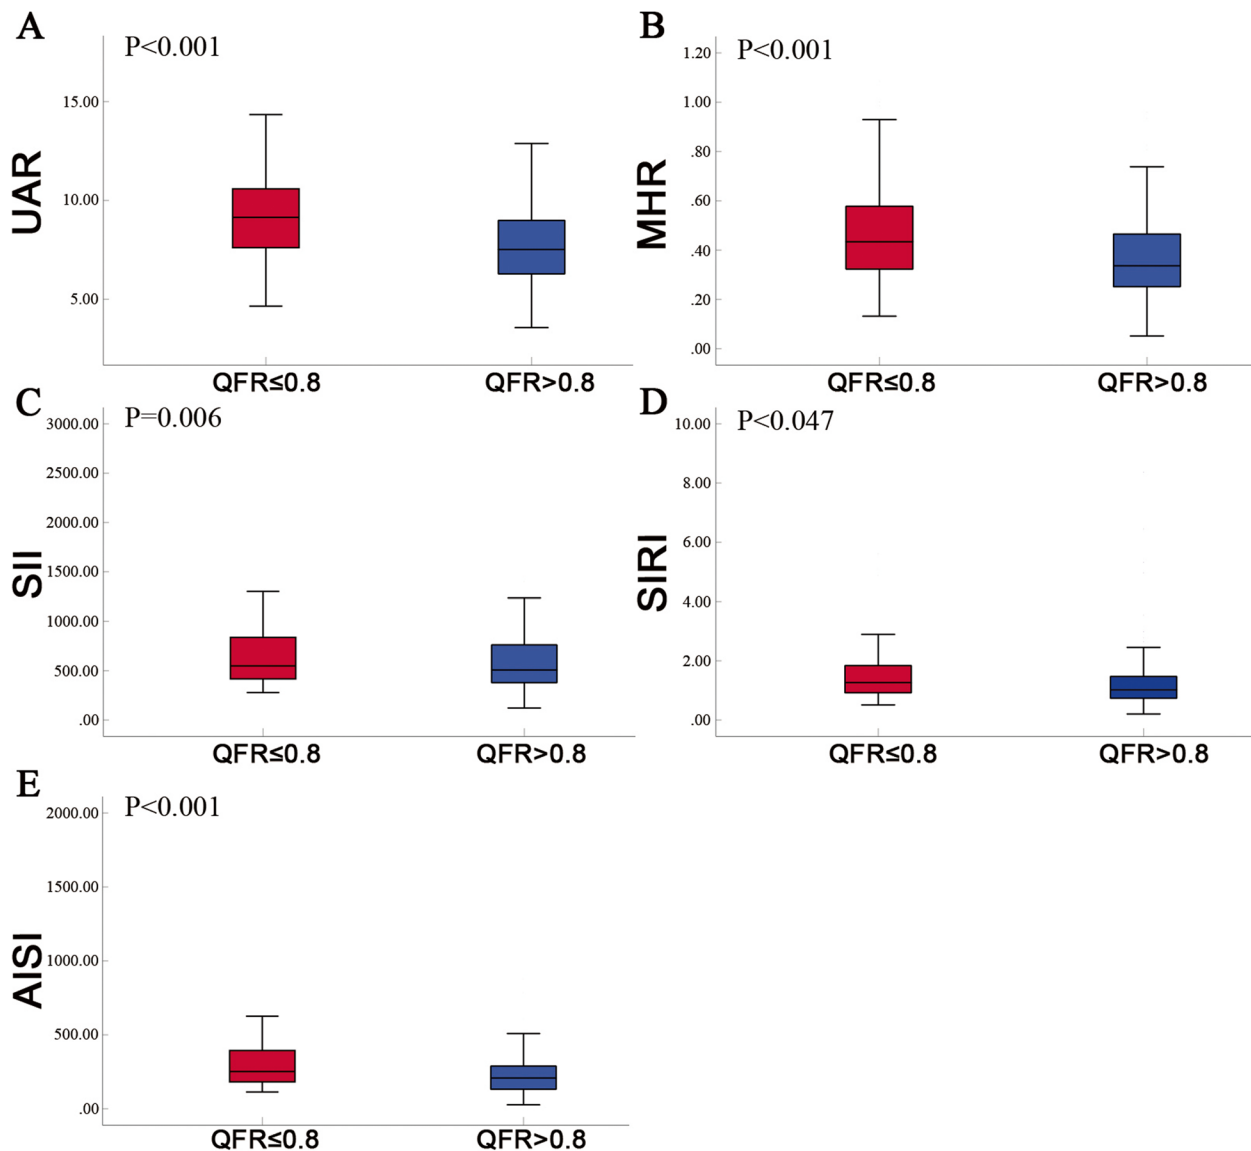 A
P<0.001
15.00
10.00
5.00
UAR
QFR≤0.8
QFR>0.8
B
P<0.001
1.20
1.00
.80
.60
.40
.20
.00
MHR
QFR≤0.8
QFR>0.8
C
P=0.006
3000.00
2500.00
2000.00
1500.00
1000.00
500.00
.00
SII
QFR≤0.8
QFR>0.8
D
P<0.047
10.00
8.00
6.00
4.00
2.00
.00
SIRI
QFR≤0.8
QFR>0.8
E
P<0.001
2000.00
1500.00
1000.00
500.00
.00
AISI
QFR≤0.8
QFR>0.8